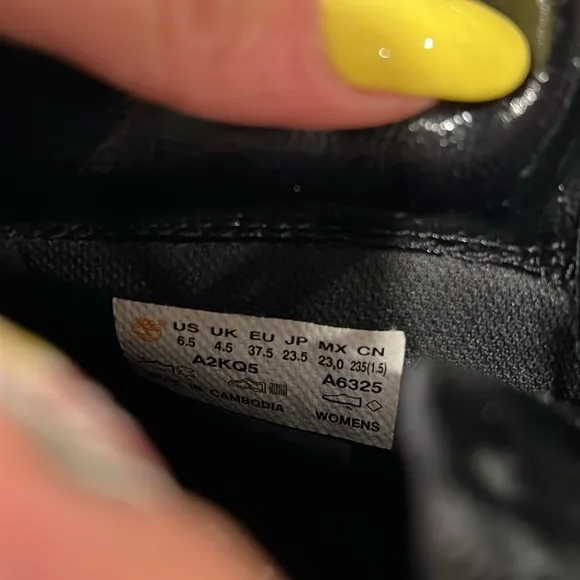 US UK EU JP MX CN
6.5 4.5 37.5 23.5 23,0 235(1.5)
A2KQ5 A6325
MADE IN CAMBODIA WOMENS